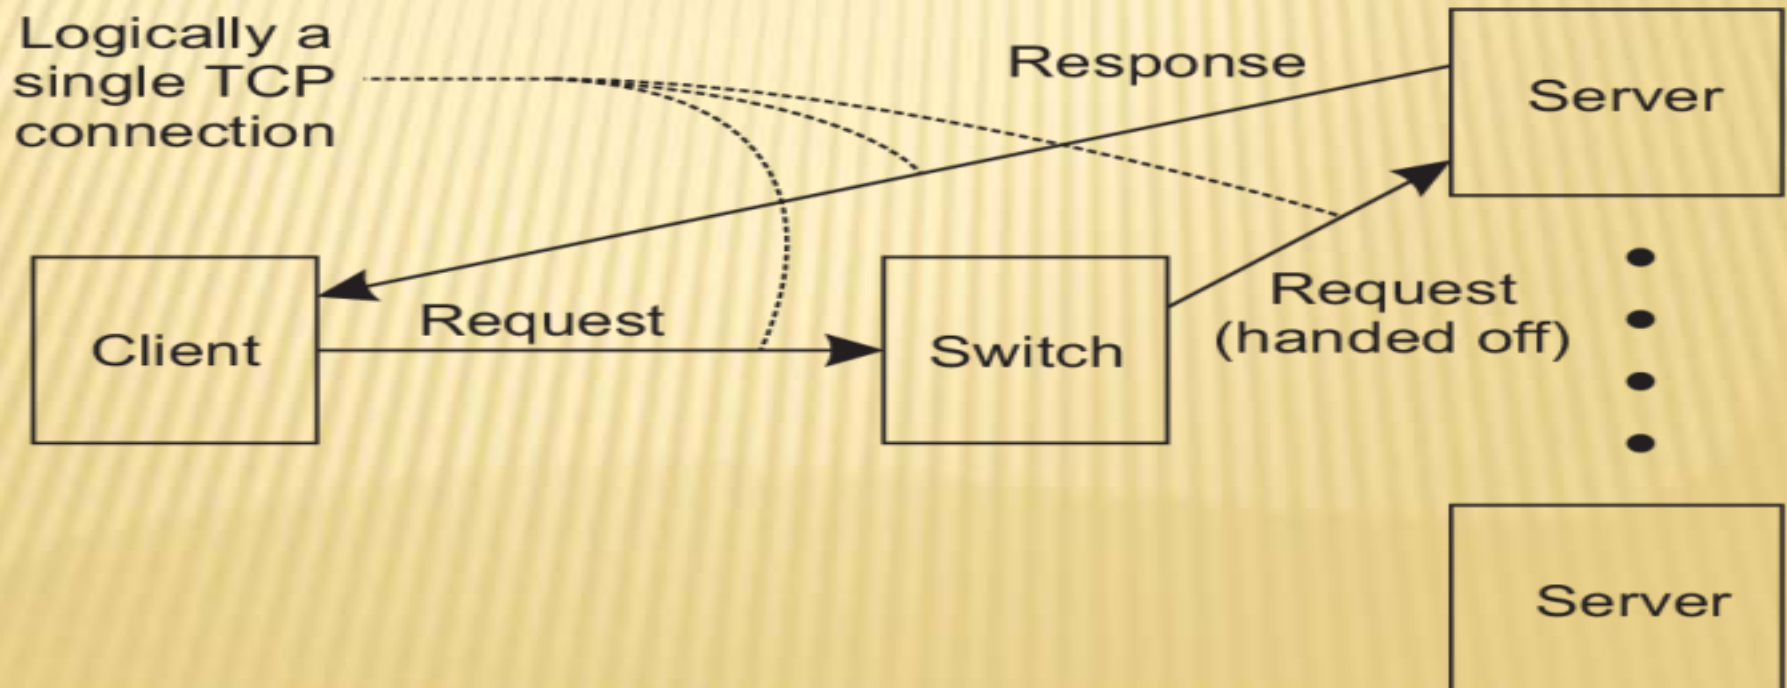 Logically a
single TCP
connection
Response
Server
Client
Request
Switch
Request
(handed off)
Server